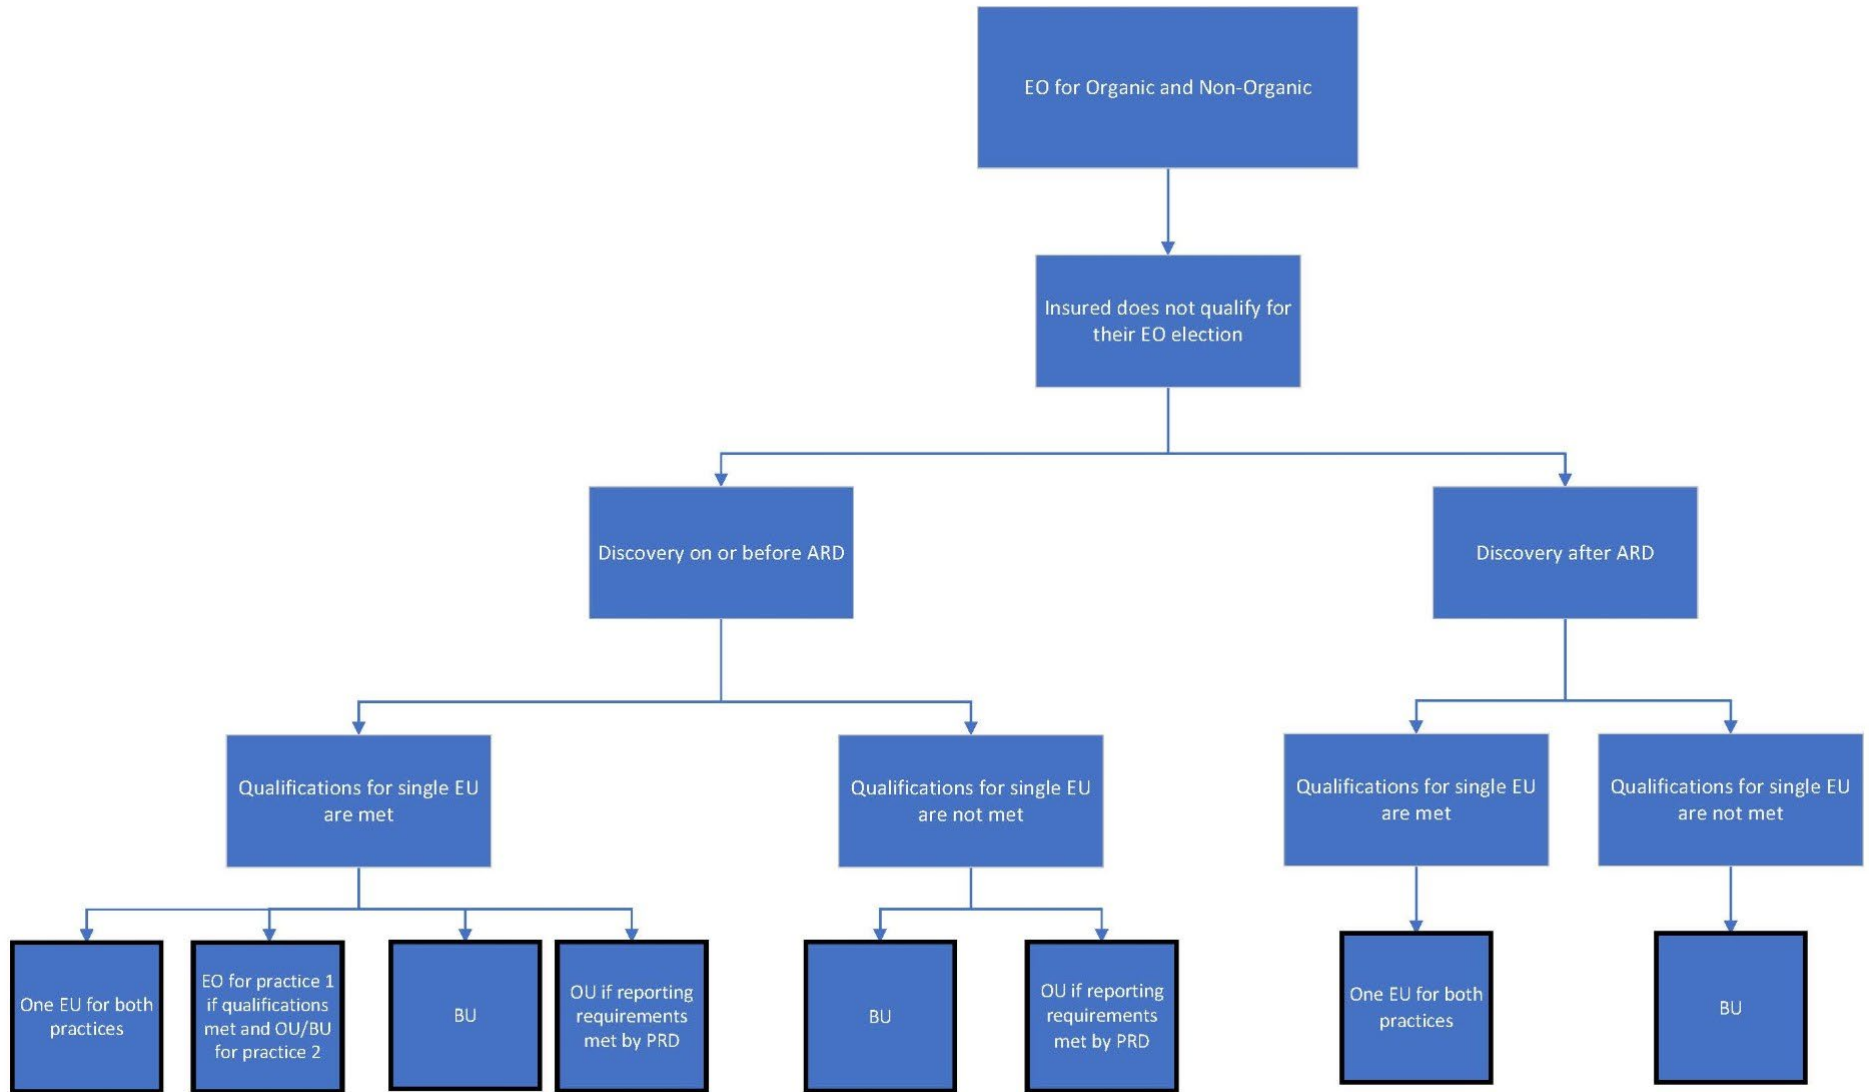 EO for Organic and Non-Organic
Insured does not qualify for
their EO election
Discovery on or before ARD
Discovery after ARD
Qualifications for single EU
are met
Qualifications for single EU
are not met
Qualifications for single EU
are met
Qualifications for single EU
are not met
One EU for both
practices
EO for practice 1
if qualifications
met and OU/BU
for practice 2
BU
OU if reporting
requirements
met by PRD
BU
OU if reporting
requirements
met by PRD
One EU for both
practices
BU